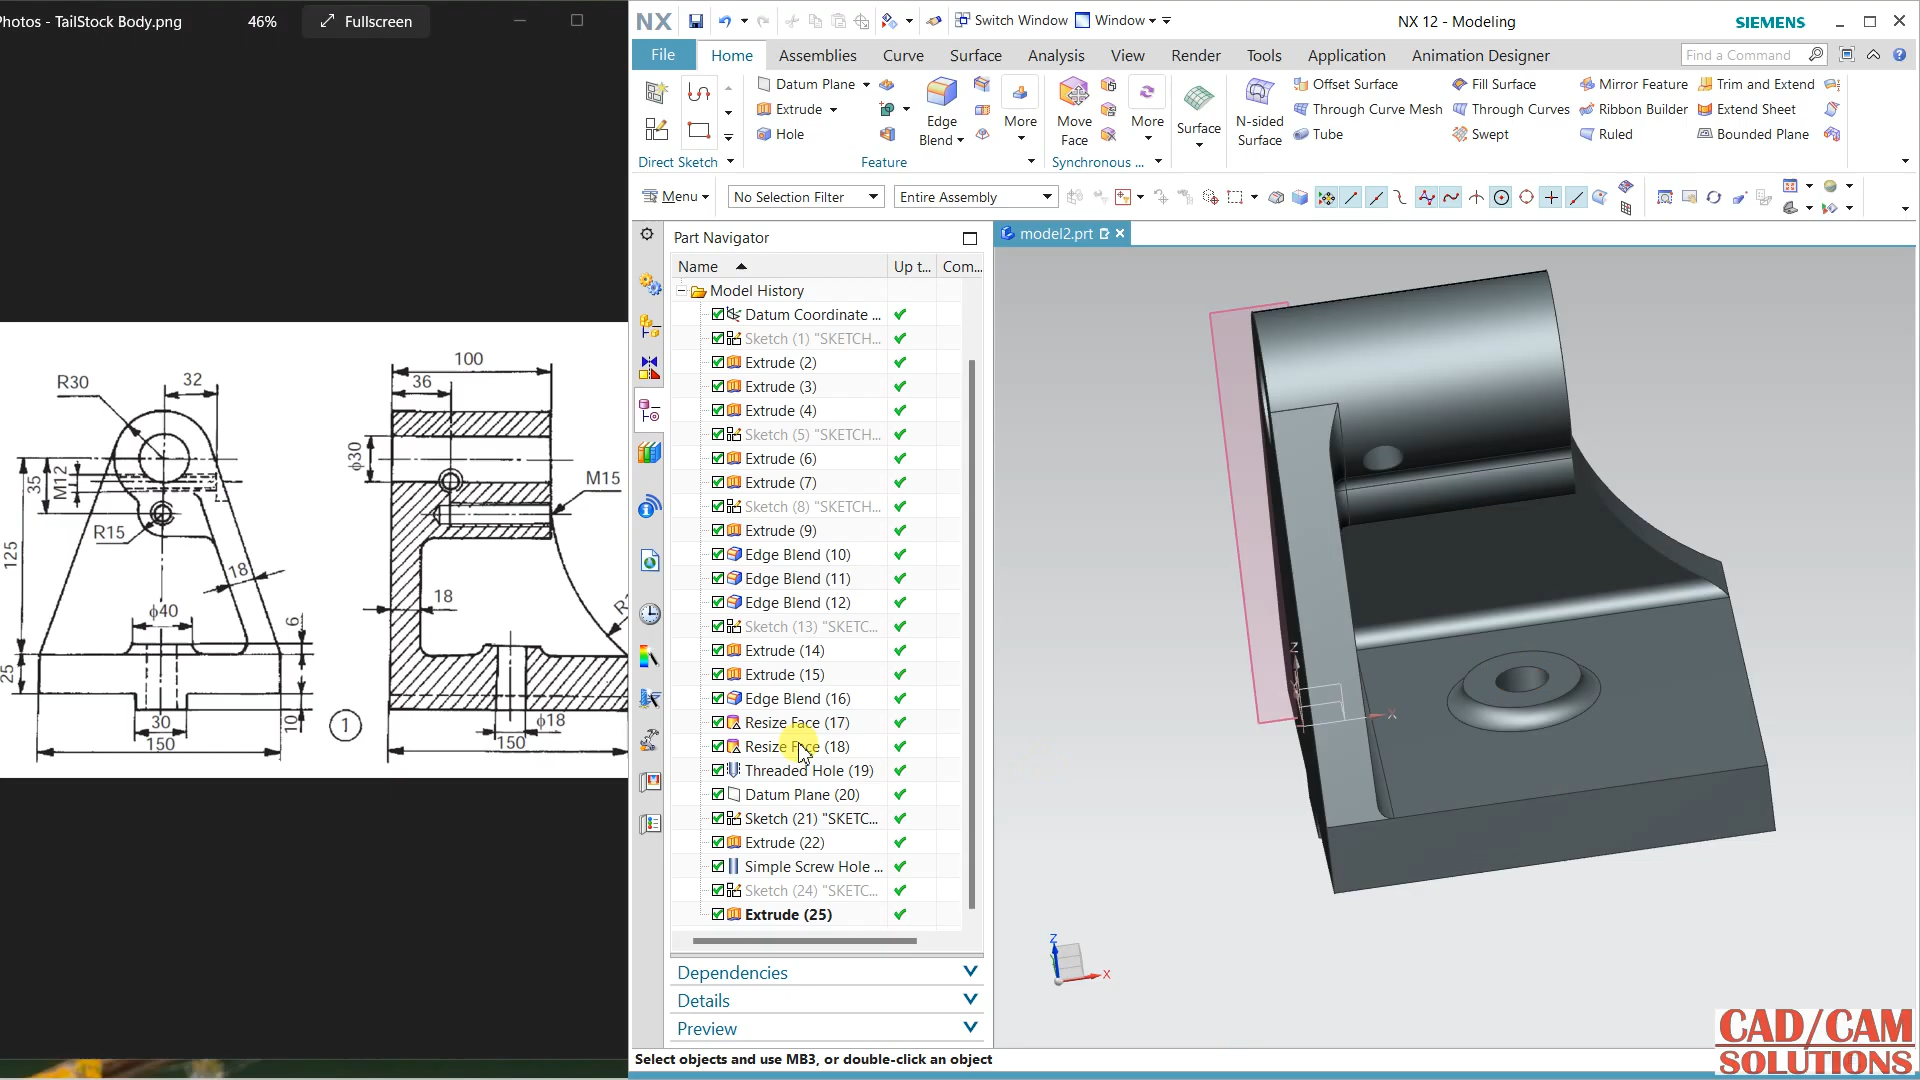 Photos - TailStock Body.png
46%
Fullscreen
NX
Switch Window
Window
NX 12 - Modeling
SIEMENS
File
Home
Assemblies
Curve
Surface
Analysis
View
Render
Tools
Application
Animation Designer
Find a Command
Datum Plane
Extrude
Hole
Edge
Blend
More
Move
Face
More
Surface
N-sided
Surface
Offset Surface
Through Curve Mesh
Tube
Fill Surface
Through Curves
Swept
Mirror Feature
Ribbon Builder
Ruled
Trim and Extend
Extend Sheet
Bounded Plane
Direct Sketch
Feature
Synchronous ...
Menu
No Selection Filter
Entire Assembly
Part Navigator
model2.prt
Name
Up t...
Com...
Model History
Datum Coordinate ...
Sketch (1) "SKETCH...
Extrude (2)
Extrude (3)
Extrude (4)
Sketch (5) "SKETCH...
Extrude (6)
Extrude (7)
Sketch (8) "SKETCH...
Extrude (9)
Edge Blend (10)
Edge Blend (11)
Edge Blend (12)
Sketch (13) "SKETC...
Extrude (14)
Extrude (15)
Edge Blend (16)
Resize Face (17)
Resize Face (18)
Threaded Hole (19)
Datum Plane (20)
Sketch (21) "SKETC...
Extrude (22)
Simple Screw Hole ...
Sketch (24) "SKETC...
Extrude (25)
Dependencies
Details
Preview
Select objects and use MB3, or double-click an object
R30
32
100
36
35
M12
ϕ30
M15
R15
125
18
18
ϕ40
6
R
25
30
10
150
1
ϕ18
150
Z
X
Z
X
CAD/CAM
SOLUTIONS